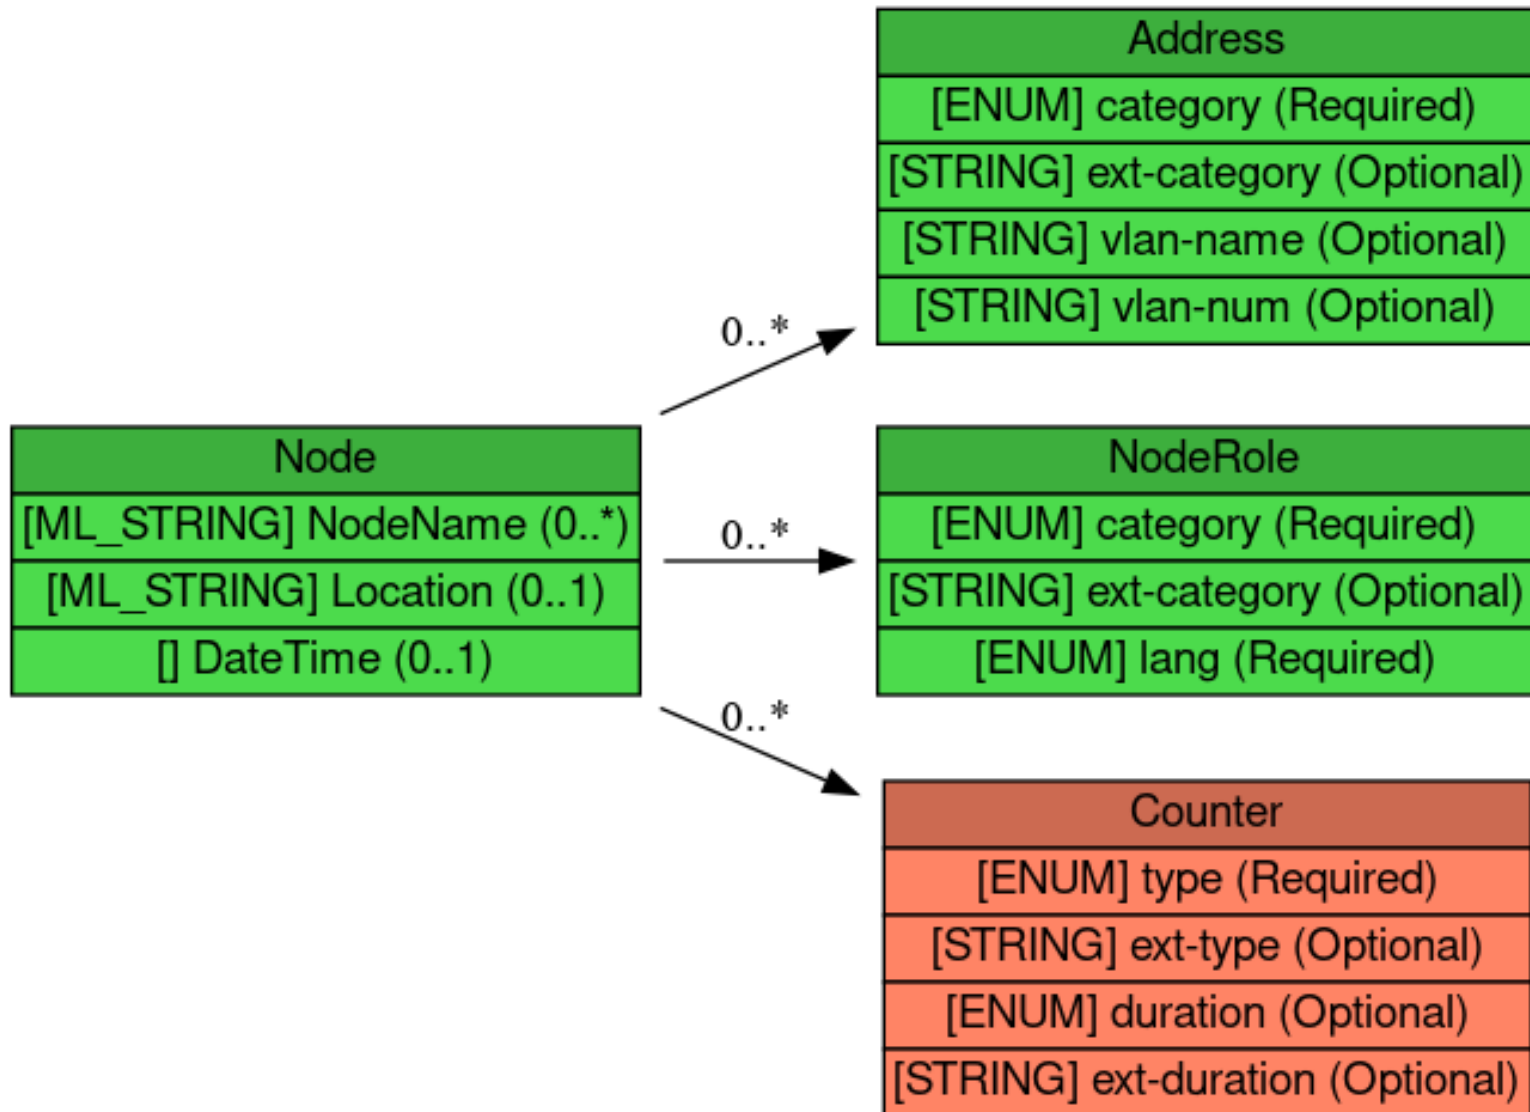 Address
[ENUM] category (Required)
[STRING] ext-category (Optional)
[STRING] vlan-name (Optional)
[STRING] vlan-num (Optional)
0..*
Node
[ML_STRING] NodeName (0..*)
[ML_STRING] Location (0..1)
[] DateTime (0..1)
0..*
NodeRole
[ENUM] category (Required)
[STRING] ext-category (Optional)
[ENUM] lang (Required)
0..*
Counter
[ENUM] type (Required)
[STRING] ext-type (Optional)
[ENUM] duration (Optional)
[STRING] ext-duration (Optional)